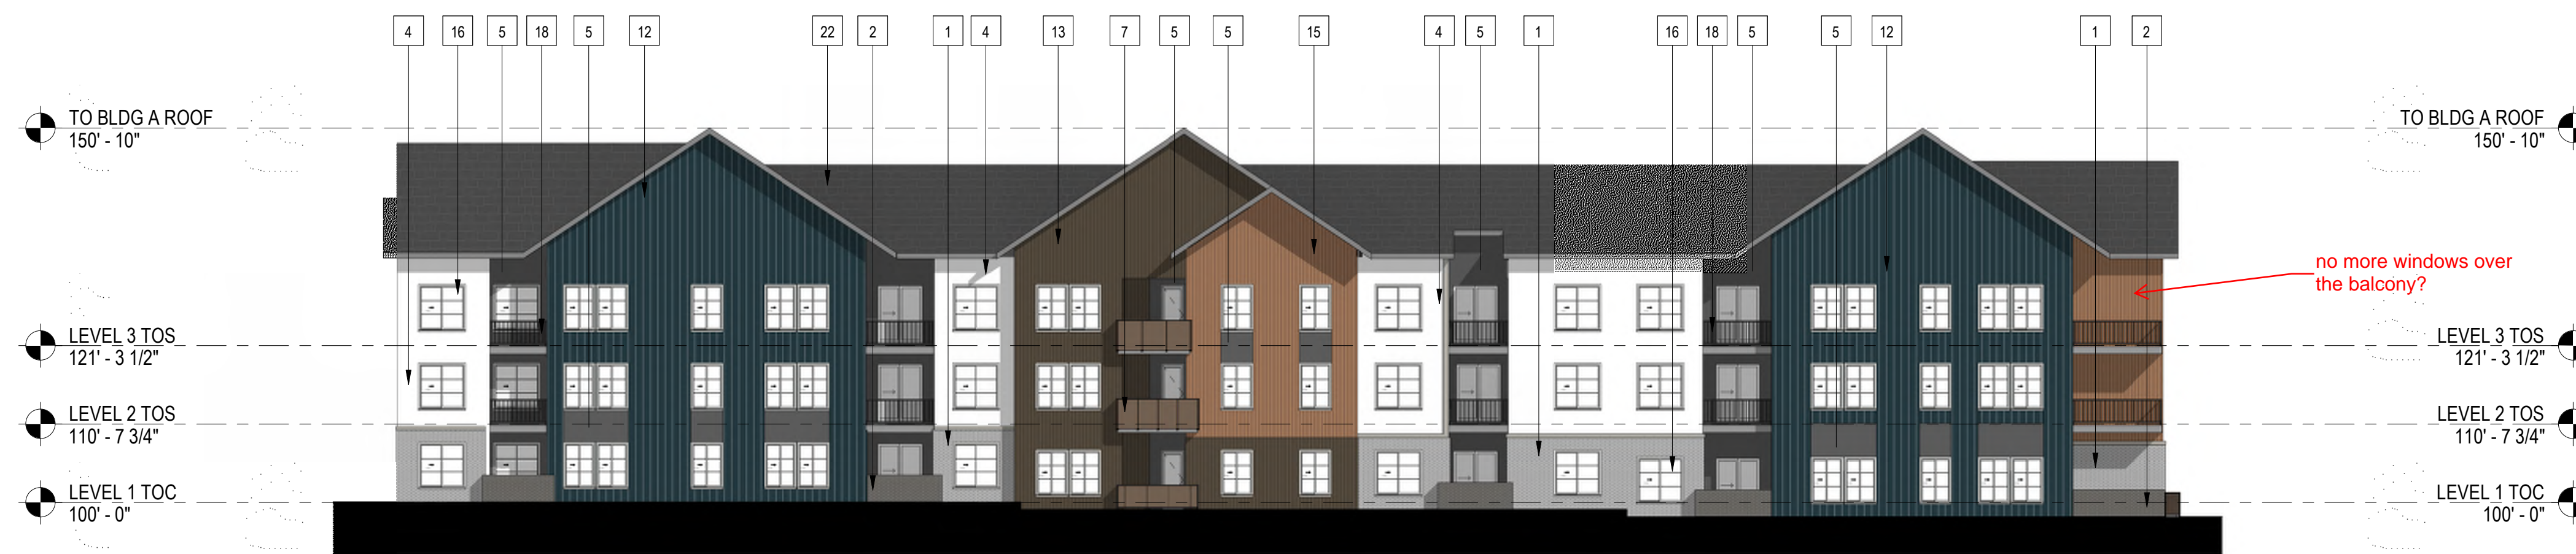 4 16 5 18 5 12 22 2 1 4 13 7 5 5 15 4 5 1 16 18 5 5 12 1 2
TO BLDG A ROOF
150' - 10"
TO BLDG A ROOF
150' - 10"
no more windows over
the balcony?
LEVEL 3 TOS
121' - 3 1/2"
LEVEL 3 TOS
121' - 3 1/2"
LEVEL 2 TOS
110' - 7 3/4"
LEVEL 2 TOS
110' - 7 3/4"
LEVEL 1 TOC
100' - 0"
LEVEL 1 TOC
100' - 0"